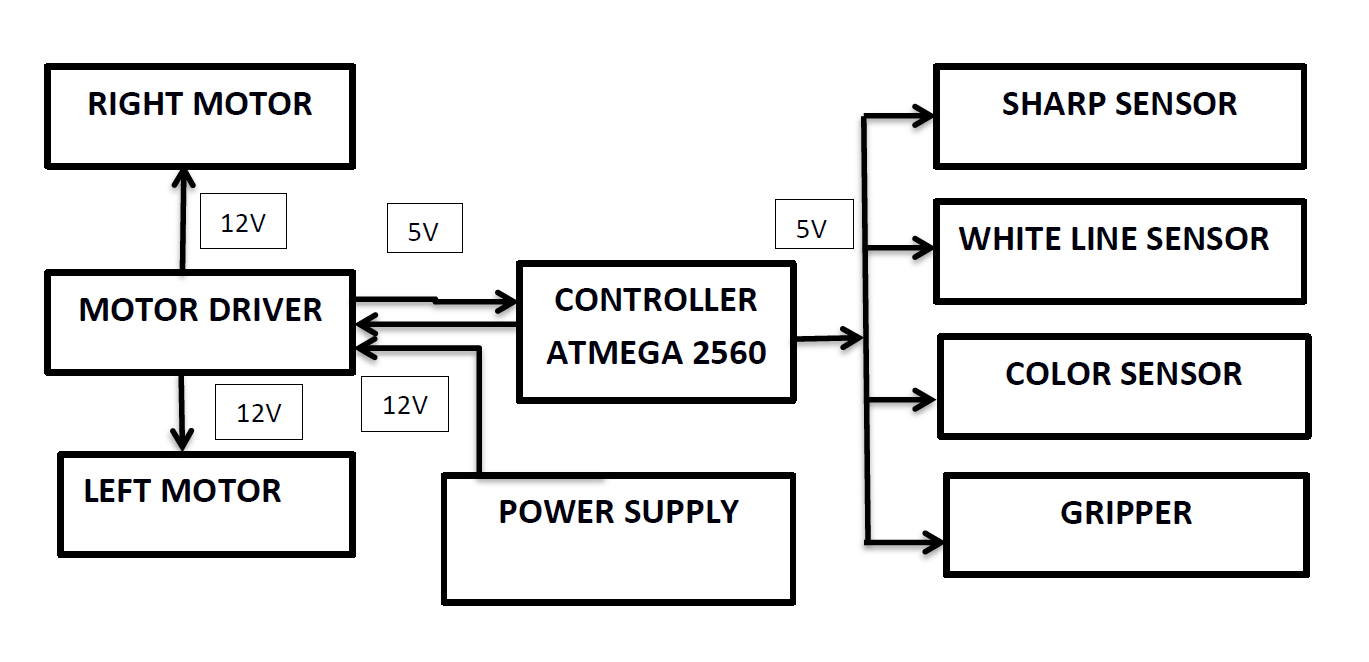 RIGHT MOTOR
SHARP SENSOR
12V
5V
5V
WHITE LINE SENSOR
MOTOR DRIVER
CONTROLLER
ATMEGA 2560
12V
12V
COLOR SENSOR
LEFT MOTOR
POWER SUPPLY
GRIPPER